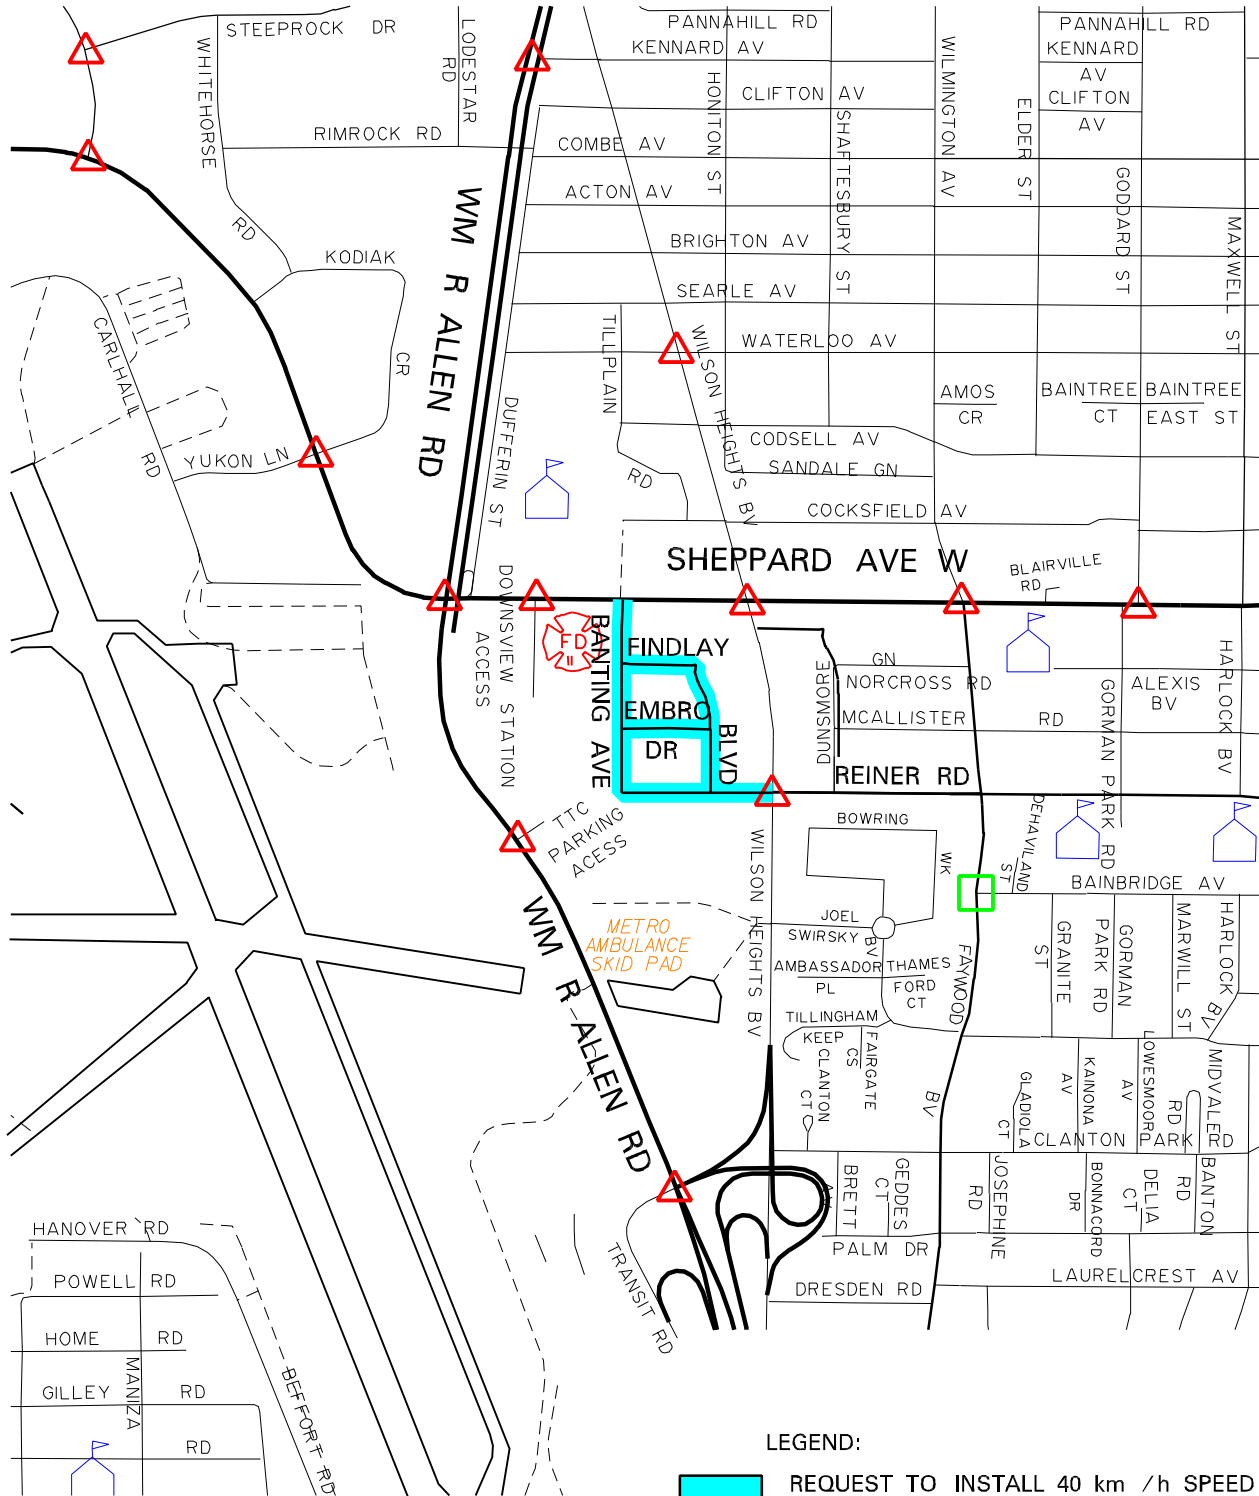 STEEPROCK DR
WHITEHORSE
RD
LODESTAR
RD
PANNAHILL RD
KENNARD AV
PANNAHILL RD
KENNARD
AV
CLIFTON
AV
CLIFTON AV
HONITON ST
WILMINGTON AV
ELDER ST
SHAFTESBURY ST
GODDARD ST
MAXWELL ST
RIMROCK RD
COMBE AV
ACTON AV
BRIGHTON AV
SEARLE AV
WATERLOO AV
KODIAK
CR
WM R ALLEN RD
CARLHALL
RD
YUKON LN
TILLPLAIN
RD
WILSON HEIGHTS BV
DUFFERIN ST
AMOS
CR
BAINTREE
CT
BAINTREE
EAST ST
CODSELL AV
SANDALE GN
COCKSFIELD AV
SHEPPARD AVE W
BLAIRVILLE
RD
DOWNSVIEW STATION
ACCESS
FD
BANTING AVE
FINDLAY
BLVD
EMBRO
DR
DUNSMORE
GN
NORCROSS RD
MCALLISTER RD
REINER RD
GORMAN PARK RD
ALEXIS
BV
HARLOCK BV
TTC
PARKING
ACESS
BOWRING
WK
DEHAVILAND
ST
BAINBRIDGE AV
WILSON HEIGHTS BV
METRO
AMBULANCE
SKID PAD
JOEL
SWIRSKY BV
AMBASSADOR
PL
THAMES
FORD
CT
FAYWOOD
BV
GRANITE
ST
GORMAN
PARK RD
MARWILL ST
HARLOCK
BV
WM R ALLEN RD
TILLINGHAM
KEEP
CLANTON
CT
FAIRGATE
CS
GLADIOLA
CT
KAINONA
AV
LOWESMOOR
AV
MIDVALE
RD
CLANTON PARK RD
BRETT
AV
GEDDES
CT
JOSEPHINE
RD
BONNACORD
DR
DELIA
CT
BANTON
RD
PALM DR
DRESDEN RD
LAURELCREST AV
TRANSIT RD
HANOVER RD
POWELL RD
HOME RD
GILLEY RD
RD
MANIZA
BEFFORT RD
LEGEND:
REQUEST TO INSTALL 40 km /h SPEED